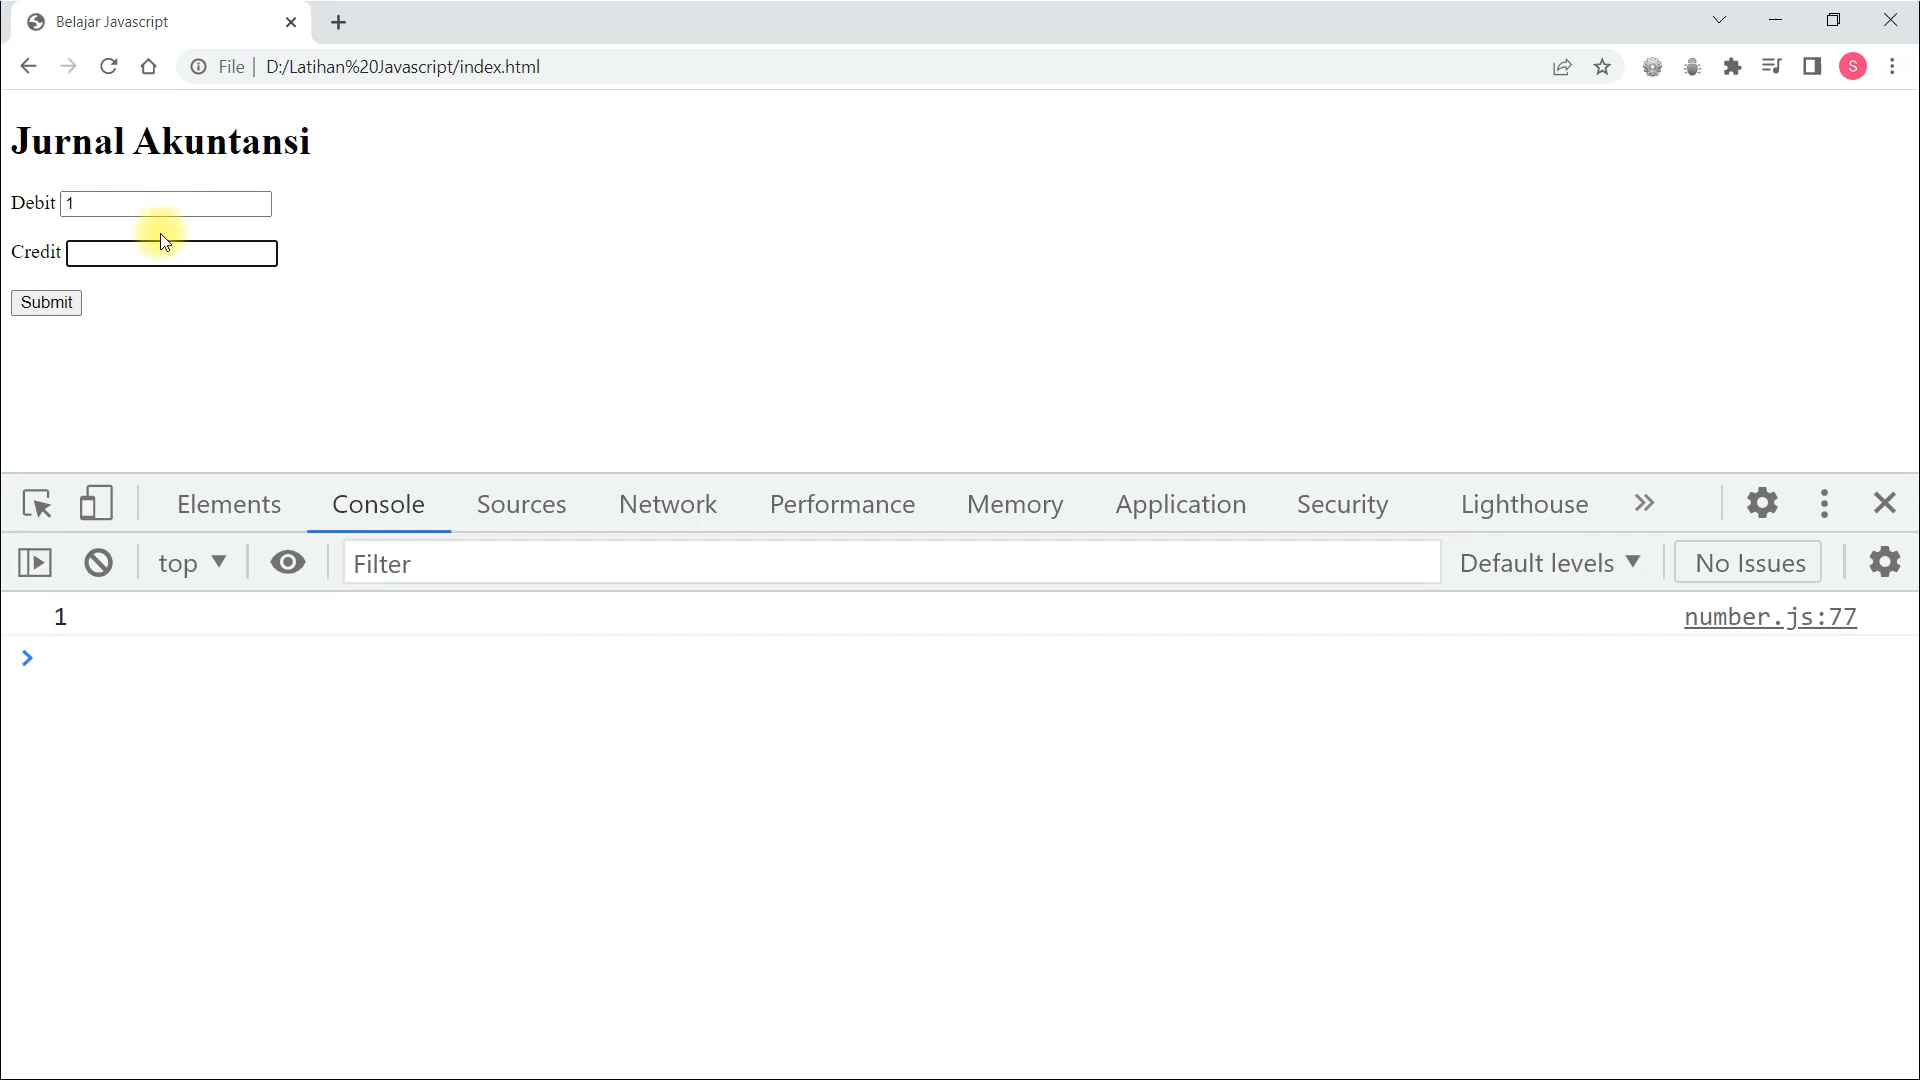 Belajar Javascript
File D:/Latihan%20Javascript/index.html S
Jurnal Akuntansi
Debit 1
Credit
Submit
Elements Console Sources Network Performance Memory Application Security Lighthouse
top Filter Default levels No Issues
1 number.js:77